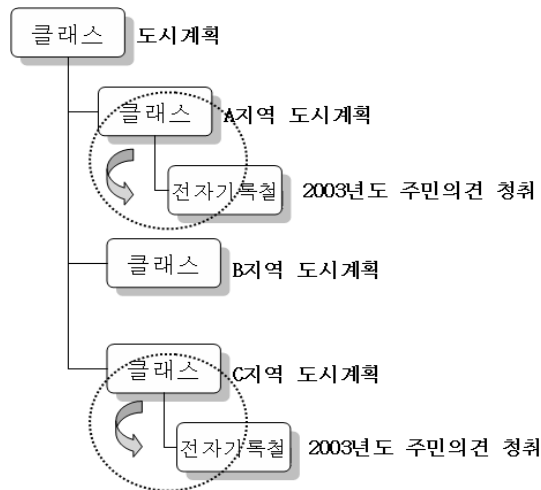 클래스 도시계획
클래스 A지역 도시계획
전자기록철 2003년도 주민의견 청취
클래스 B지역 도시계획
클래스 C지역 도시계획
전자기록철 2003년도 주민의견 청취